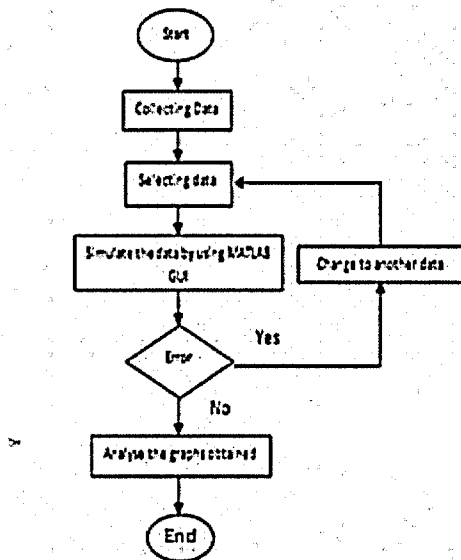 Start
Collecting Data
Selecting data
Simulate the data by using MATLAB
GUI
Change to another data
Error
Yes
No
Analyse the graphs obtained
End